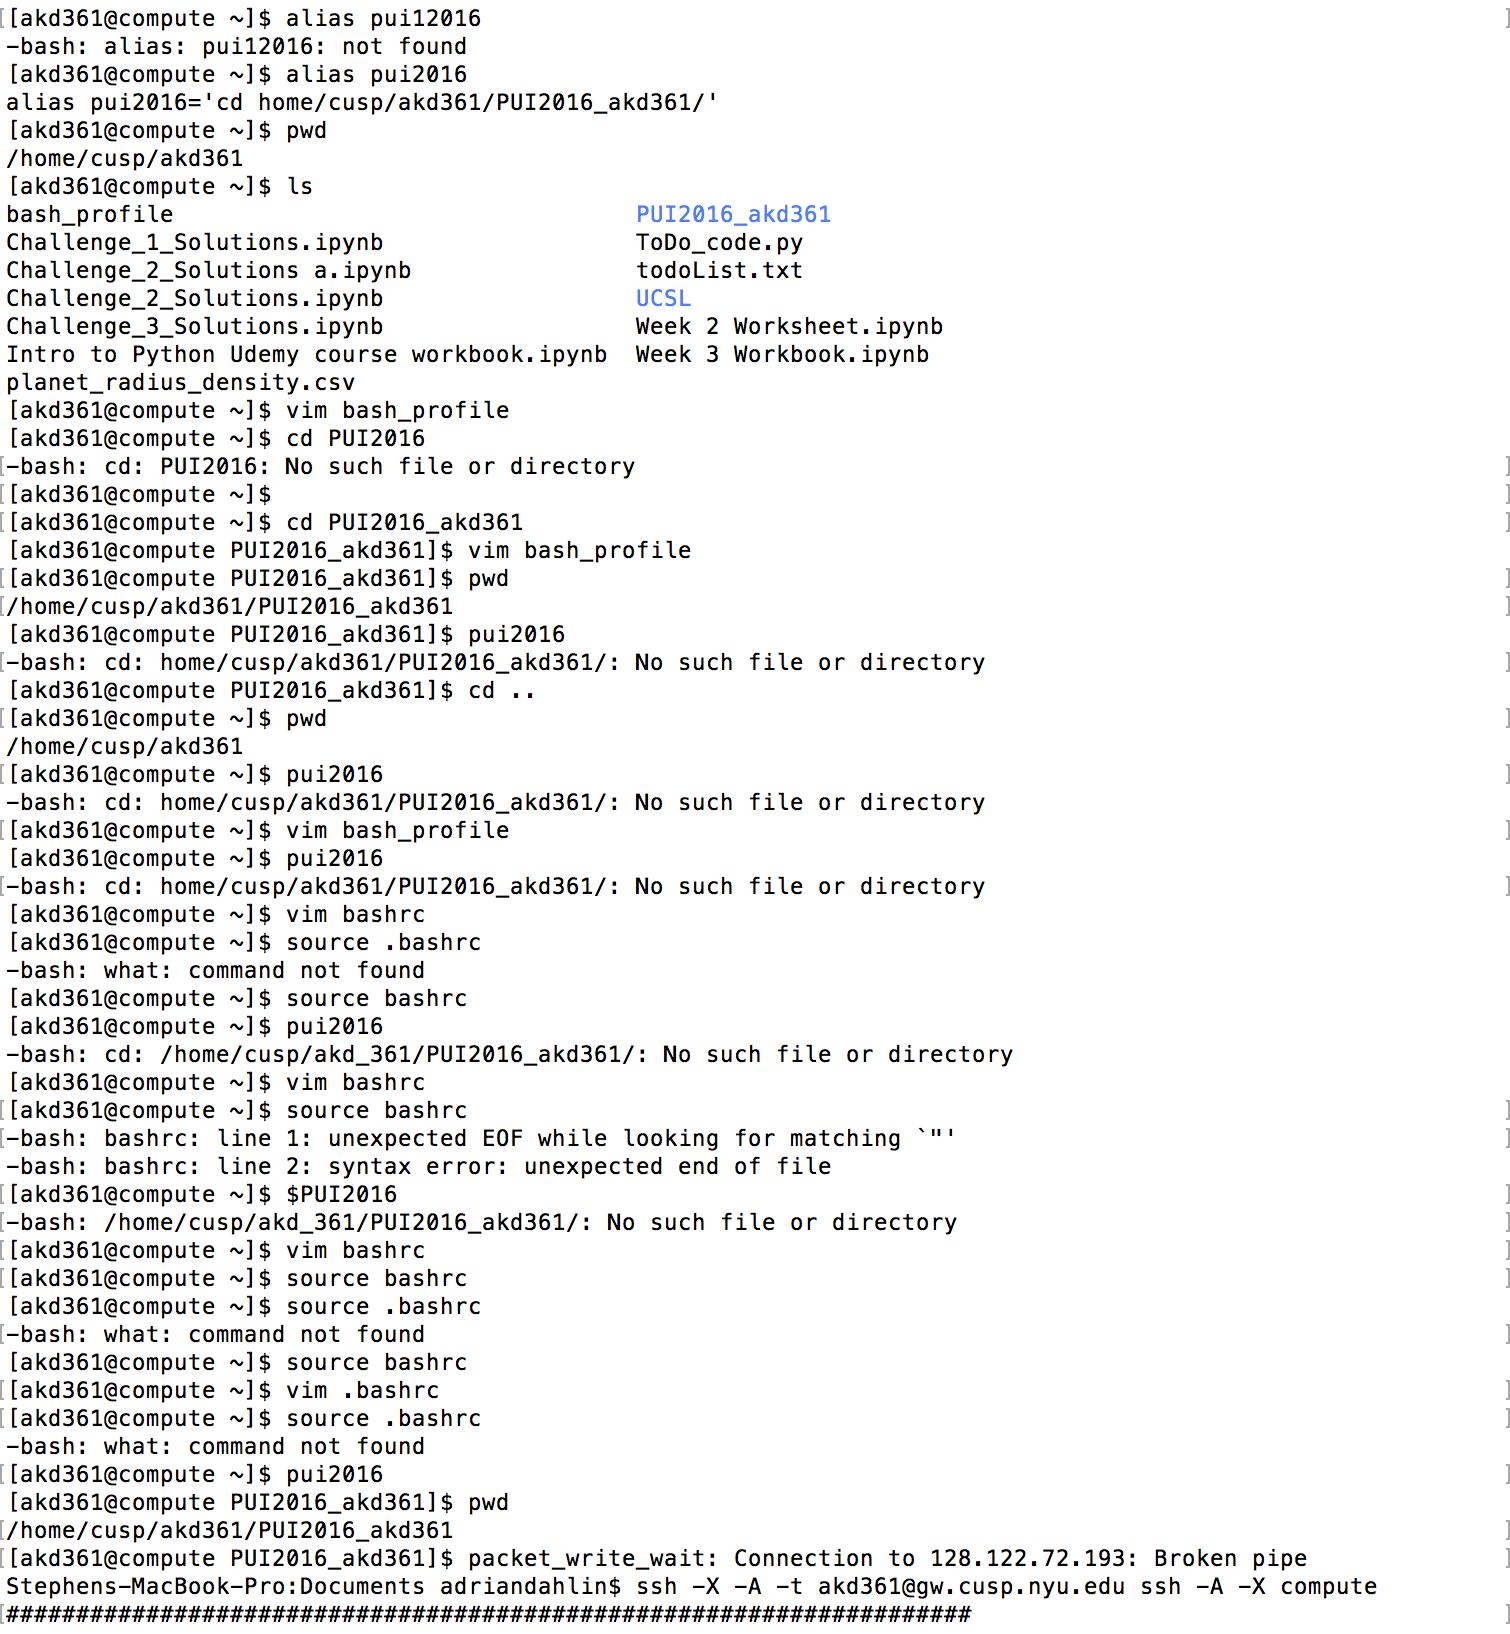 [[akd361@compute ~]$ alias pui12016 ]
-bash: alias: pui12016: not found
[akd361@compute ~]$ alias pui2016
alias pui2016='cd home/cusp/akd361/PUI2016_akd361/'
[akd361@compute ~]$ pwd
/home/cusp/akd361
[akd361@compute ~]$ ls
bash_profile PUI2016_akd361
Challenge_1_Solutions.ipynb ToDo_code.py
Challenge_2_Solutions a.ipynb todoList.txt
Challenge_2_Solutions.ipynb UCSL
Challenge_3_Solutions.ipynb Week 2 Worksheet.ipynb
Intro to Python Udemy course workbook.ipynb Week 3 Workbook.ipynb
planet_radius_density.csv
[akd361@compute ~]$ vim bash_profile
[akd361@compute ~]$ cd PUI2016
[-bash: cd: PUI2016: No such file or directory ]
[[akd361@compute ~]$ ]
[[akd361@compute ~]$ cd PUI2016_akd361 ]
[akd361@compute PUI2016_akd361]$ vim bash_profile
[[akd361@compute PUI2016_akd361]$ pwd ]
[/home/cusp/akd361/PUI2016_akd361 ]
[akd361@compute PUI2016_akd361]$ pui2016
[-bash: cd: home/cusp/akd361/PUI2016_akd361/: No such file or directory ]
[akd361@compute PUI2016_akd361]$ cd ..
[[akd361@compute ~]$ pwd ]
/home/cusp/akd361
[[akd361@compute ~]$ pui2016 ]
-bash: cd: home/cusp/akd361/PUI2016_akd361/: No such file or directory
[[akd361@compute ~]$ vim bash_profile ]
[akd361@compute ~]$ pui2016
[-bash: cd: home/cusp/akd361/PUI2016_akd361/: No such file or directory ]
[akd361@compute ~]$ vim bashrc
[akd361@compute ~]$ source .bashrc
-bash: what: command not found
[akd361@compute ~]$ source bashrc
[akd361@compute ~]$ pui2016
-bash: cd: /home/cusp/akd_361/PUI2016_akd361/: No such file or directory
[akd361@compute ~]$ vim bashrc
[[akd361@compute ~]$ source bashrc ]
[-bash: bashrc: line 1: unexpected EOF while looking for matching `"' ]
-bash: bashrc: line 2: syntax error: unexpected end of file
[[akd361@compute ~]$ $PUI2016 ]
[-bash: /home/cusp/akd_361/PUI2016_akd361/: No such file or directory ]
[[akd361@compute ~]$ vim bashrc ]
[[akd361@compute ~]$ source bashrc ]
[akd361@compute ~]$ source .bashrc
[-bash: what: command not found ]
[akd361@compute ~]$ source bashrc
[[akd361@compute ~]$ vim .bashrc ]
[[akd361@compute ~]$ source .bashrc ]
-bash: what: command not found
[[akd361@compute ~]$ pui2016 ]
[akd361@compute PUI2016_akd361]$ pwd
[/home/cusp/akd361/PUI2016_akd361 ]
[[akd361@compute PUI2016_akd361]$ packet_write_wait: Connection to 128.122.72.193: Broken pipe ]
Stephens-MacBook-Pro:Documents adriandahlin$ ssh -X -A -t akd361@gw.cusp.nyu.edu ssh -A -X compute
[##################################################################### ]